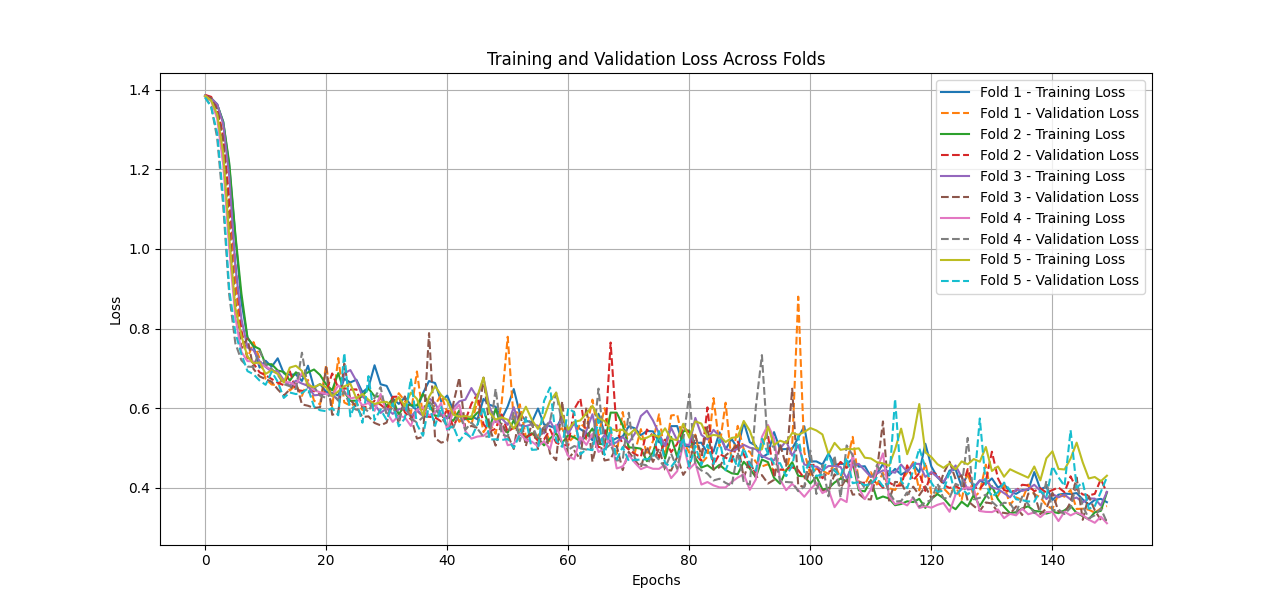 Training and Validation Loss Across Folds
1.4
1.2
1.0
0.8
0.6
0.4
Loss
0
20
40
60
80
100
120
140
Epochs
Fold 1 - Training Loss
Fold 1 - Validation Loss
Fold 2 - Training Loss
Fold 2 - Validation Loss
Fold 3 - Training Loss
Fold 3 - Validation Loss
Fold 4 - Training Loss
Fold 4 - Validation Loss
Fold 5 - Training Loss
Fold 5 - Validation Loss